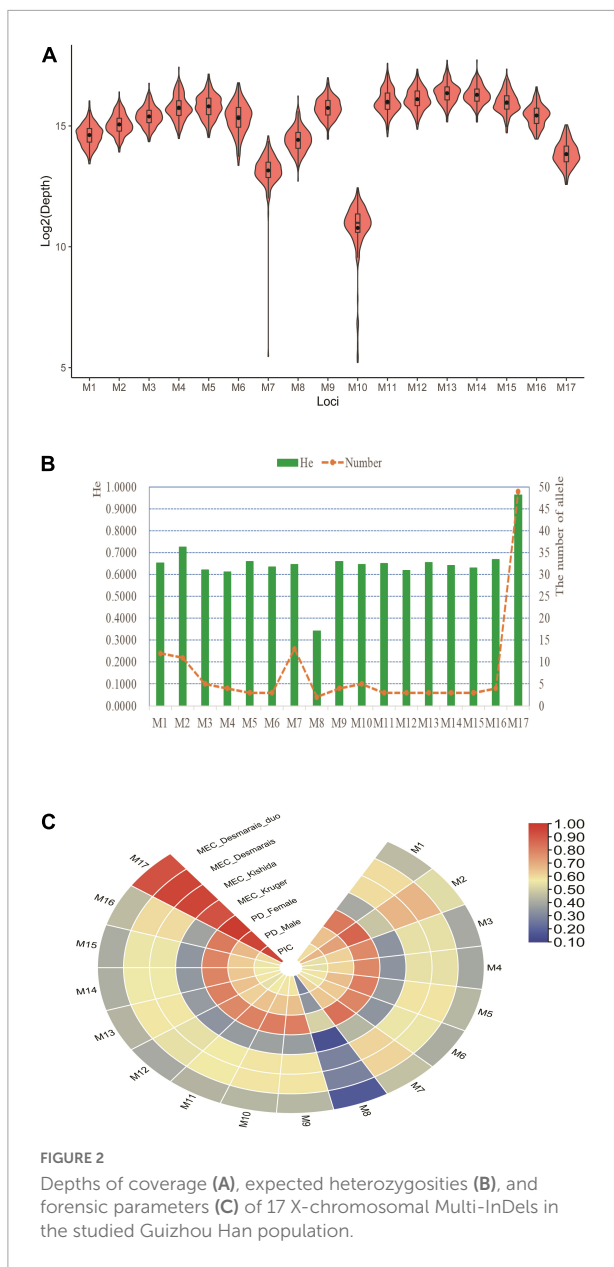 A
15
10
5
Log2(Depth)
M1 M2 M3 M4 M5 M6 M7 M8 M9 M10 M11 M12 M13 M14 M15 M16 M17
Loci
B
He Number
He
1.0000
0.9000
0.8000
0.7000
0.6000
0.5000
0.4000
0.3000
0.2000
0.1000
0.0000
50
45
40
35
30
25
20
15
10
5
0
The number of allele
M1 M2 M3 M4 M5 M6 M7 M8 M9 M10 M11 M12 M13 M14 M15 M16 M17
C
MEC_Desmarais_duo
MEC_Desmarais
MEC_Kishida
MEC_Kruger
PD_Female
PD_Male
PIC
M1
M2
M3
M4
M5
M6
M7
M8
M9
M10
M11
M12
M13
M14
M15
M16
M17
1.00
0.90
0.80
0.70
0.60
0.50
0.40
0.30
0.20
0.10
FIGURE 2
Depths of coverage (A), expected heterozygosities (B), and
forensic parameters (C) of 17 X-chromosomal Multi-InDels in
the studied Guizhou Han population.